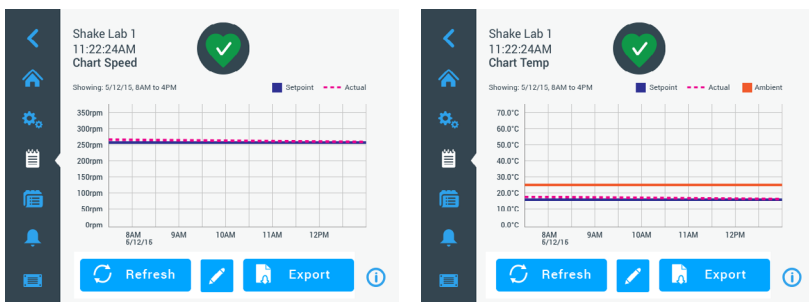 Shake Lab 1
11:22:24AM
Chart Speed
Showing: 5/12/15, 8AM to 4PM
Setpoint
Actual
350rpm
300rpm
250rpm
200rpm
150rpm
100rpm
50rpm
0rpm
8AM 9AM 10AM 11AM 12PM
5/12/15
Refresh
Export
Shake Lab 1
11:22:24AM
Chart Temp
Showing: 5/12/15, 8AM to 4PM
Setpoint
Actual
Ambient
70.0°C
60.0°C
50.0°C
40.0°C
30.0°C
20.0°C
10.0°C
0.0°C
8AM 9AM 10AM 11AM 12PM
5/12/15
Refresh
Export